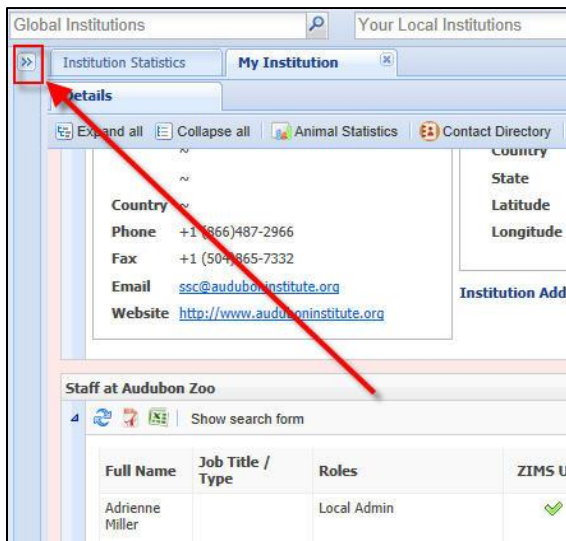 Global Institutions
Your Local Institutions
Institution Statistics
My Institution
Details
Expand all
Collapse all
Animal Statistics
Contact Directory
~
~
Country ~
Phone +1 (866)487-2966
Fax +1 (504)865-7332
Email ssc@auduboninstitute.org
Website http://www.auduboninstitute.org
Country
State
Latitude
Longitude
Institution Add
Staff at Audubon Zoo
Show search form
Full Name
Job Title /
Type
Roles
ZIMS U
Adrienne
Miller
Local Admin